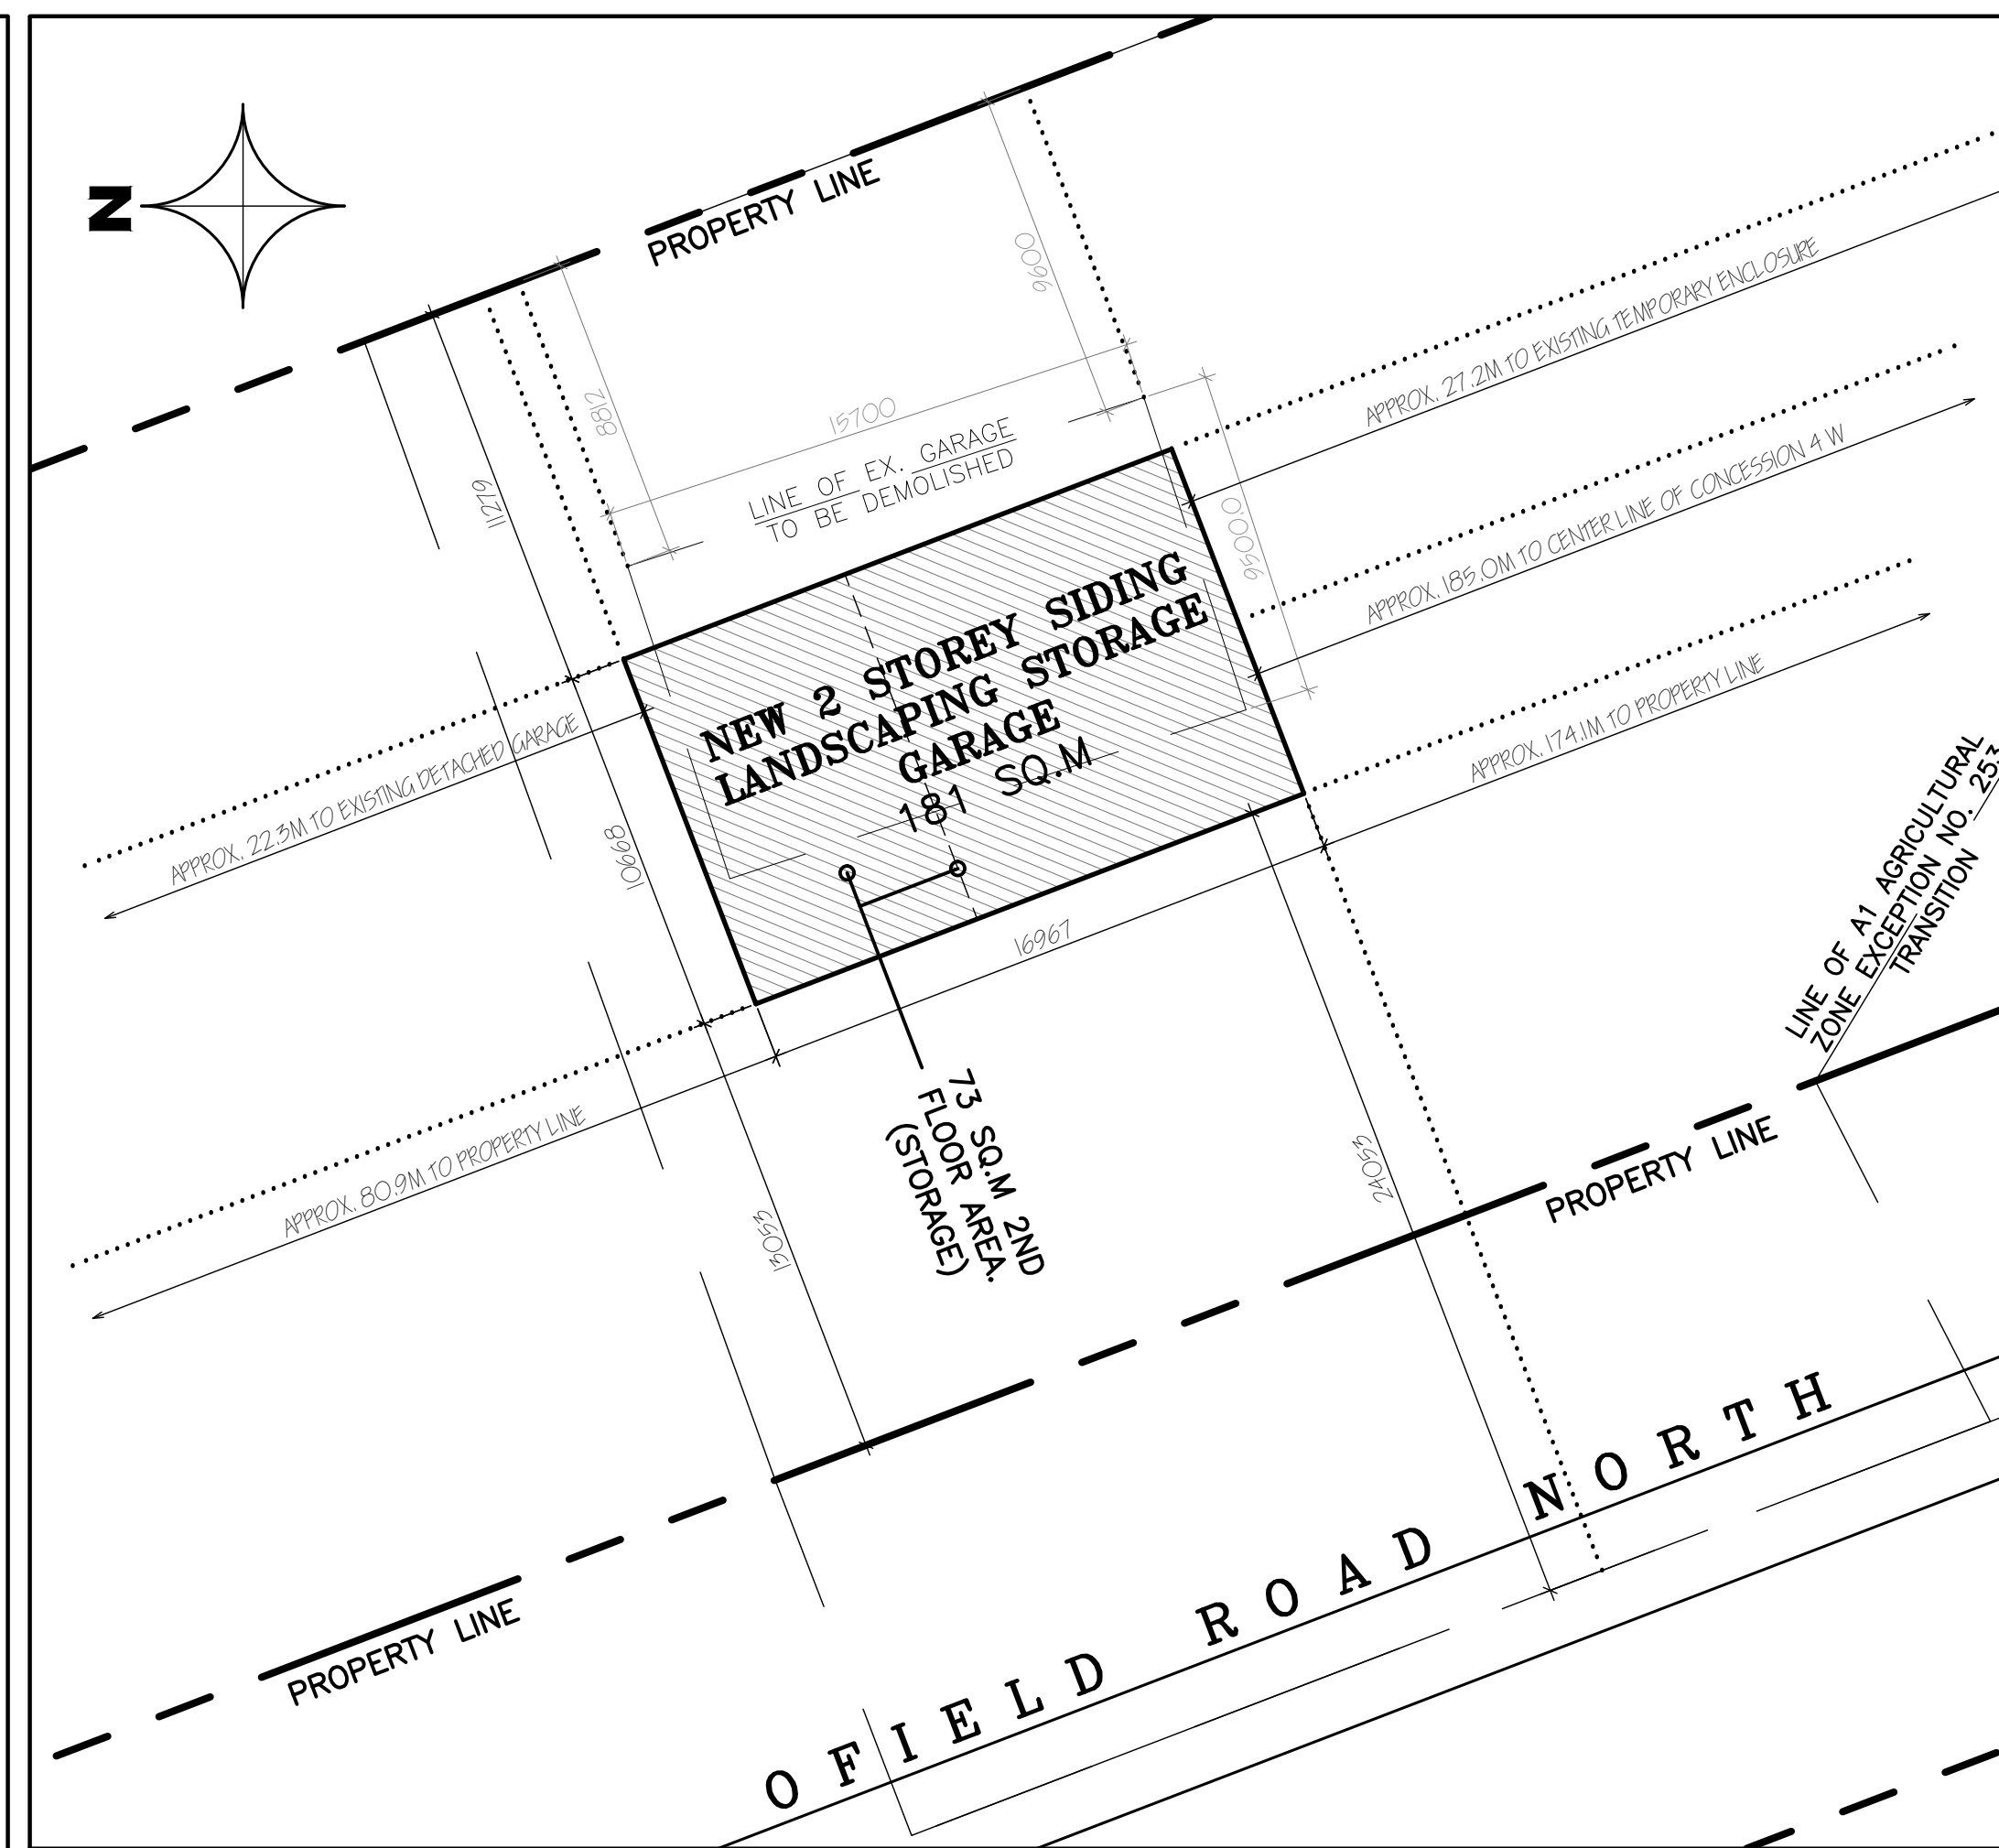 N
PROPERTY LINE
9600
8812
15700
LINE OF EX. GARAGE
TO BE DEMOLISHED
11279
9500.0
APPROX. 27.2M TO EXISTING TEMPORARY ENCLOSURE
APPROX. 185.0M TO CENTER LINE OF CONCESSION 4 W
APPROX. 174.1M TO PROPERTY LINE
NEW 2 STOREY SIDING
LANDSCAPING STORAGE
GARAGE
181 SQ.M
APPROX. 22.3M TO EXISTING DETACHED GARAGE
10668
16967
LINE OF A1 AGRICULTURAL
ZONE EXCEPTION NO. 253
TRANSITION
73 SQ.M 2ND
FLOOR AREA.
(STORAGE)
APPROX. 80.9M TO PROPERTY LINE
13053
24053
PROPERTY LINE
PROPERTY LINE
OFIELD ROAD NORTH